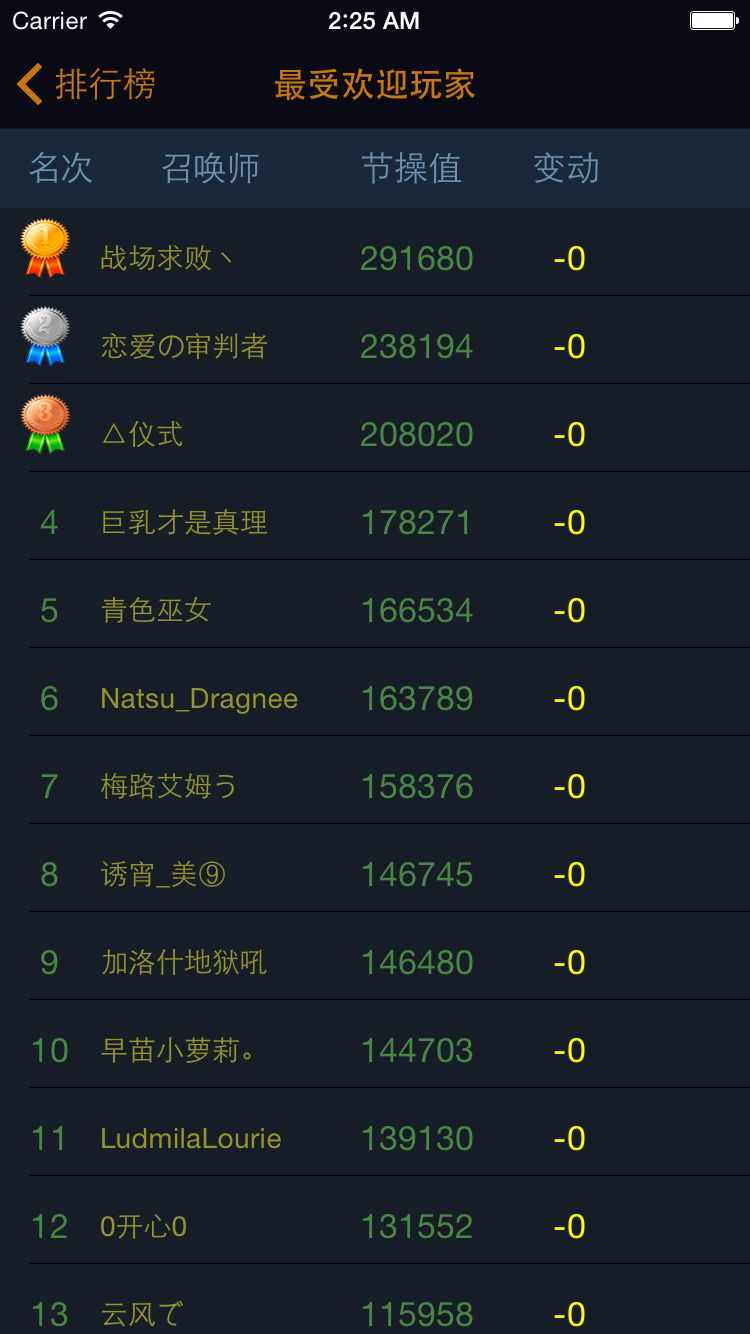 Carrier 2:25 AM
排行榜 最受欢迎玩家
名次 召唤师 节操值 变动
1 战场求败丶 291680 -0
2 恋爱の审判者 238194 -0
3 △仪式 208020 -0
4 巨乳才是真理 178271 -0
5 青色巫女 166534 -0
6 Natsu_Dragnee 163789 -0
7 梅路艾姆う 158376 -0
8 诱宵_美⑨ 146745 -0
9 加洛什地狱吼 146480 -0
10 早苗小萝莉。 144703 -0
11 LudmilaLourie 139130 -0
12 0开心0 131552 -0
13 云风で 115958 -0